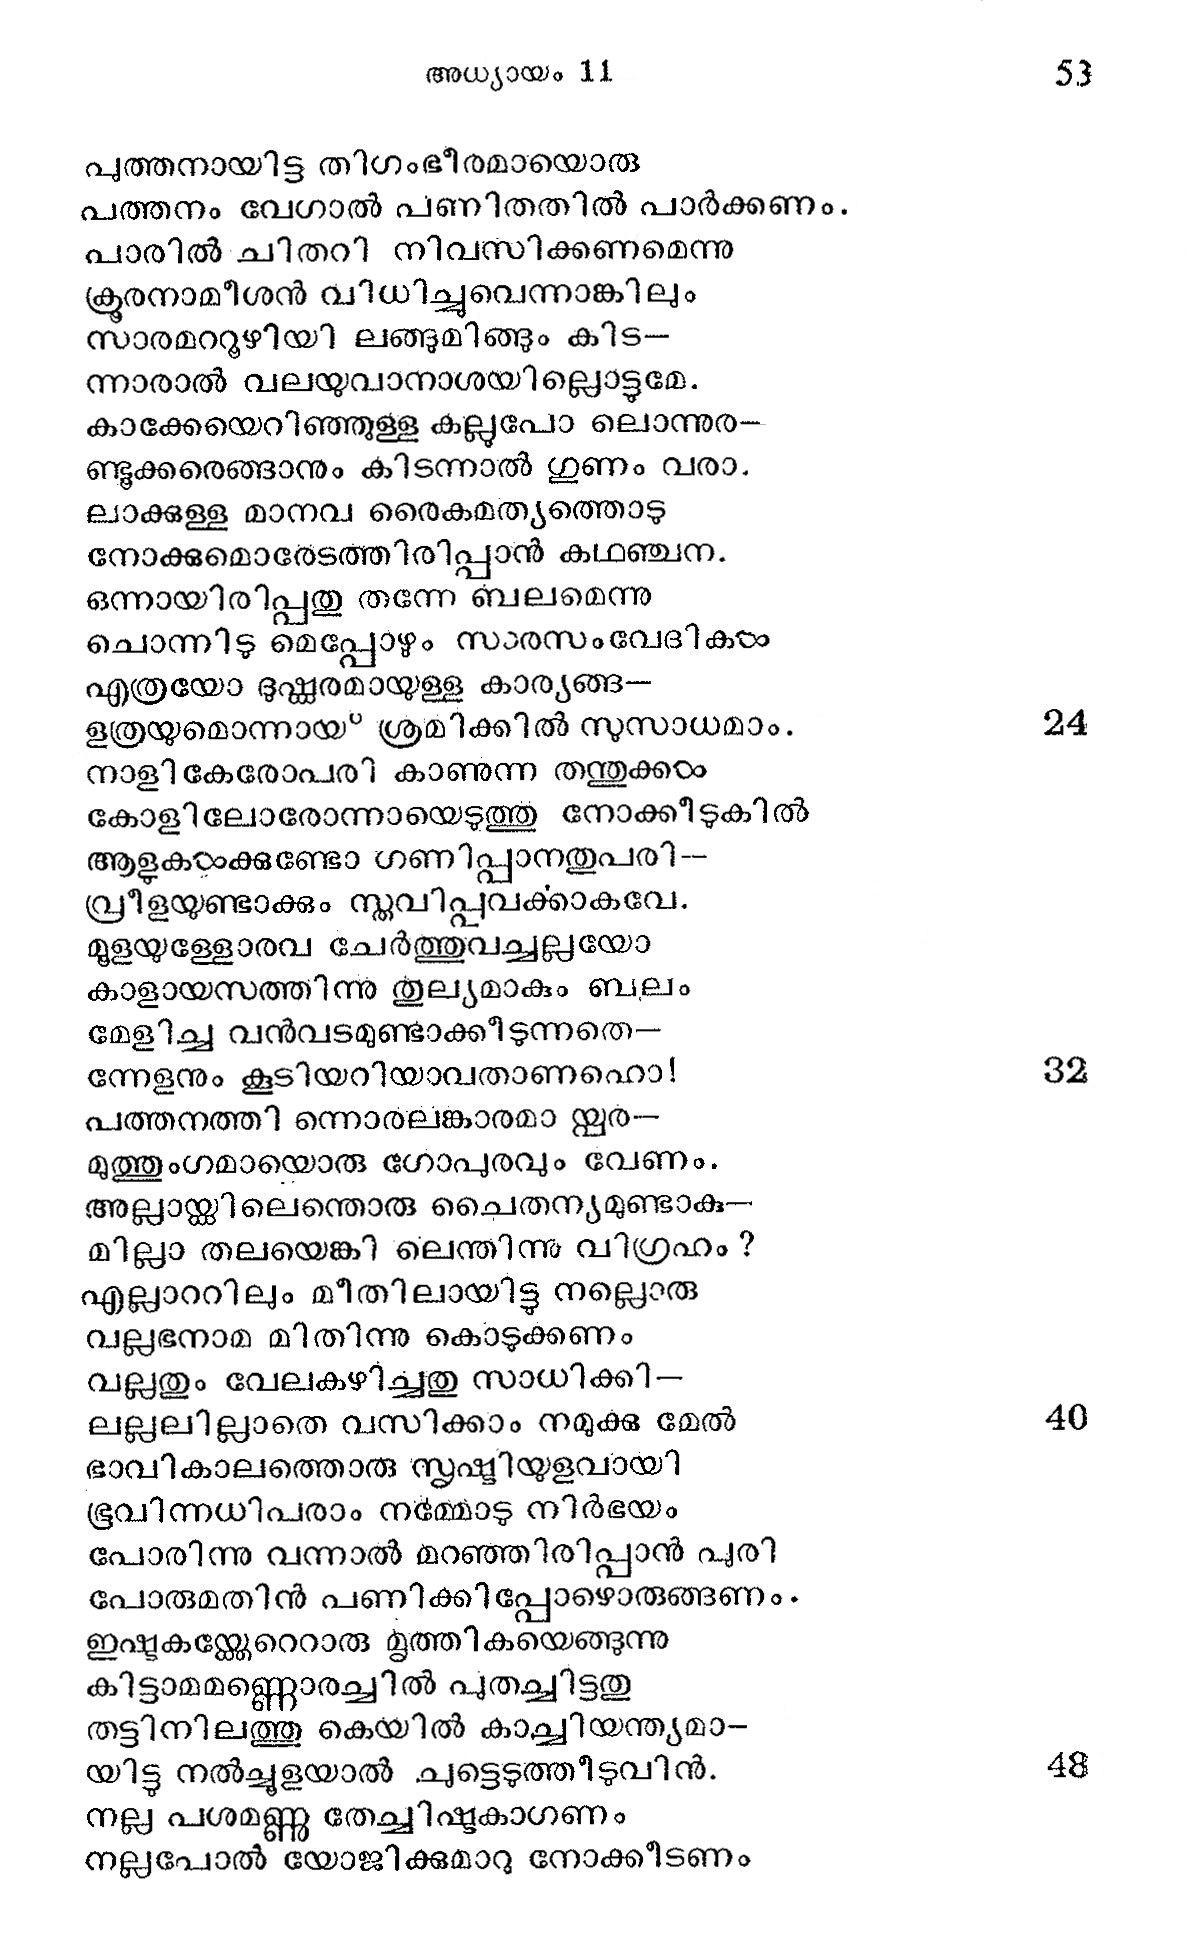 അധ്യായം 11 53
പുത്തനായിട്ട തിഗംഭീരമായൊരു
പത്തനം വേഗാൽ പണിതതിൽ പാർക്കണം.
പാരിൽ ചിതറി നിവസിക്കണമെന്നു
ക്രൂരനാമീശൻ വിധിച്ചുവെന്നാങ്കിലും
സാരമററൂഴിയി ലങ്ങുമിങ്ങും കിട—
ന്നാരാൽ വലയുവാനാശയില്ലൊട്ടുമേ.
കാക്കേയെറിഞ്ഞുള്ള കല്ലുപോ ലൊന്നുര—
ണ്ടൂക്കരെങ്ങാനും കിടന്നാൽ ഗുണം വരാ.
ലാക്കുള്ള മാനവ രൈകമത്യത്തൊടു
നോക്കുമൊരേടത്തിരിപ്പാൻ കഥഞ്ചന.
ഒന്നായിരിപ്പതു തന്നേ ബലമെന്നു
ചൊന്നിടു മെപ്പോഴും സാരസംവേദികൾ
എത്രയോ ദുഷ്ക്കരമായുള്ള കാര്യങ്ങ—
ളത്രയുമൊന്നായ് ശ്രമിക്കിൽ സുസാധമാം. 24
നാളികേരോപരി കാണുന്ന തന്തുക്കൾ
കോളിലോരോന്നായെടുത്തു നോക്കീടുകിൽ
ആളുകൾക്കുണ്ടോ ഗണിപ്പാനതുപരി—
വ്രീളയുണ്ടാക്കും സ്തവിപ്പവർക്കാകവേ.
മൂളയുള്ളോരവ ചേർത്തുവച്ചല്ലയോ
കാളായസത്തിന്നു തുല്യമാകും ബലം
മേളിച്ച വൻവടമുണ്ടാക്കീടുന്നതെ—
ന്നേളനും കൂടിയറിയാവതാണഹൊ! 32
പത്തനത്തി ന്നൊരലങ്കാരമാ യ്പര—
മുത്തുംഗമായൊരു ഗോപുരവും വേണം.
അല്ലായ്കിലെന്തൊരു ചൈതന്യമുണ്ടാകു—
മില്ലാ തലയെങ്കി ലെന്തിന്നു വിഗ്രഹം?
എല്ലാററിലും മീതിലായിട്ടു നല്ലൊരു
വല്ലഭനാമ മിതിന്നു കൊടുക്കണം
വല്ലതും വേലകഴിച്ചതു സാധിക്കി—
ലല്ലലില്ലാതെ വസിക്കാം നമുക്കു മേൽ 40
ഭാവികാലത്തൊരു സൃഷ്ടിയുളവായി
ഭൂവിന്നധിപരാം നമ്മോടു നിർഭയം
പോരിന്നു വന്നാൽ മറഞ്ഞിരിപ്പാൻ പുരി
പോരുമതിൻ പണിക്കിപ്പോഴൊരുങ്ങണം.
ഇഷ്ടകയ്ക്കേറെറാരു മൃത്തികയെങ്ങുന്നു
കിട്ടാമമണ്ണൊരച്ചിൽ പുതച്ചിട്ടതു
തട്ടിനിലത്തു കെയിൽ കാച്ചിയന്ത്യമാ—
യിട്ടു നൽച്ചൂളയാൽ ചുട്ടെടുത്തീടുവിൻ. 48
നല്ല പശമണ്ണു തേച്ചിഷ്ടകാഗണം
നല്ലപോൽ യോജിക്കുമാറു നോക്കീടണം